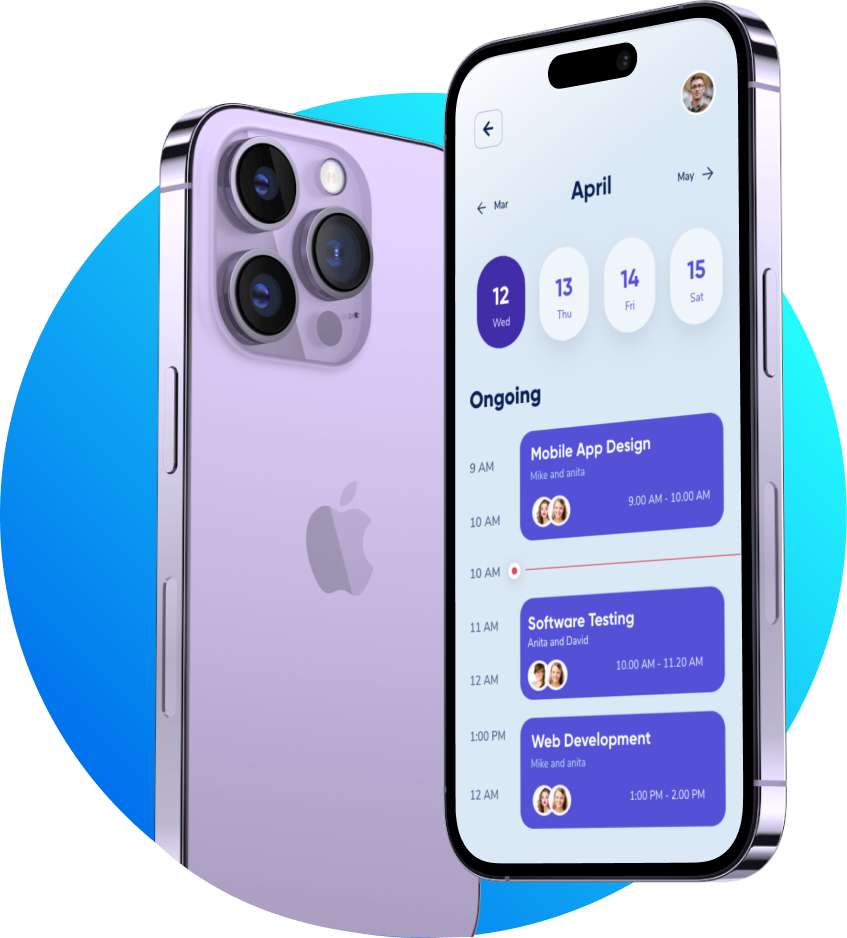 April
← Mar
May →
12
Wed
13
Thu
14
Fri
15
Sat
Ongoing
9 AM
Mobile App Design
Mike and anita
9.00 AM - 10.00 AM
10 AM
10 AM
11 AM
Software Testing
Anita and David
10.00 AM - 11.20 AM
12 AM
1:00 PM
Web Development
Mike and anita
1:00 PM - 2.00 PM
12 AM